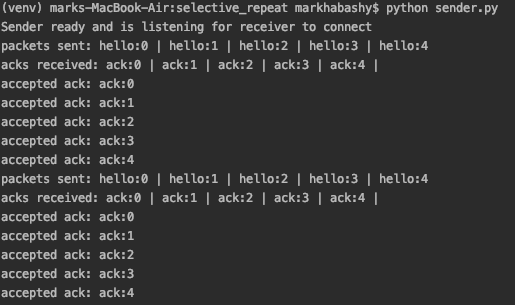 (venv) marks-MacBook-Air:selective_repeat markhabashy$ python sender.py
Sender ready and is listening for receiver to connect
packets sent: hello:0 | hello:1 | hello:2 | hello:3 | hello:4
acks received: ack:0 | ack:1 | ack:2 | ack:3 | ack:4 |
accepted ack: ack:0
accepted ack: ack:1
accepted ack: ack:2
accepted ack: ack:3
accepted ack: ack:4
packets sent: hello:0 | hello:1 | hello:2 | hello:3 | hello:4
acks received: ack:0 | ack:1 | ack:2 | ack:3 | ack:4 |
accepted ack: ack:0
accepted ack: ack:1
accepted ack: ack:2
accepted ack: ack:3
accepted ack: ack:4